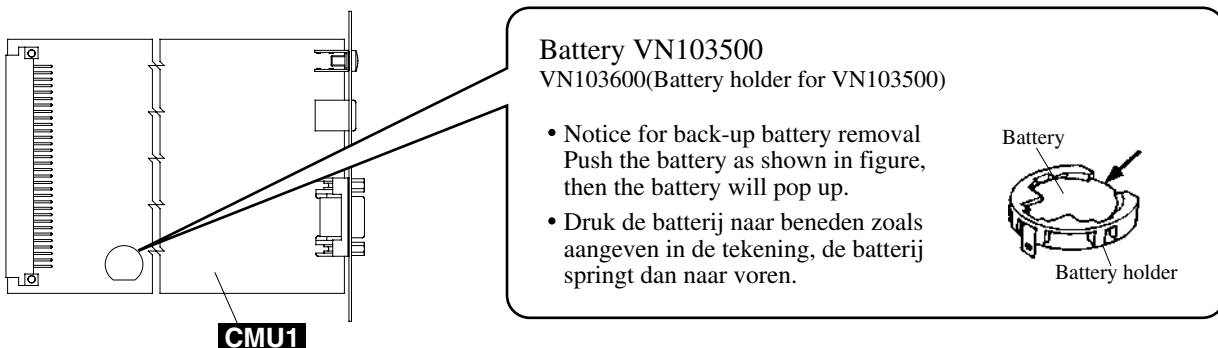 Battery VN103500
VN103600(Battery holder for VN103500)
• Notice for back-up battery removal
Push the battery as shown in figure,
then the battery will pop up.
• Druk de batterij naar beneden zoals
aangeven in de tekening, de batterij
springt dan naar voren.
Battery
Battery holder
CMU1